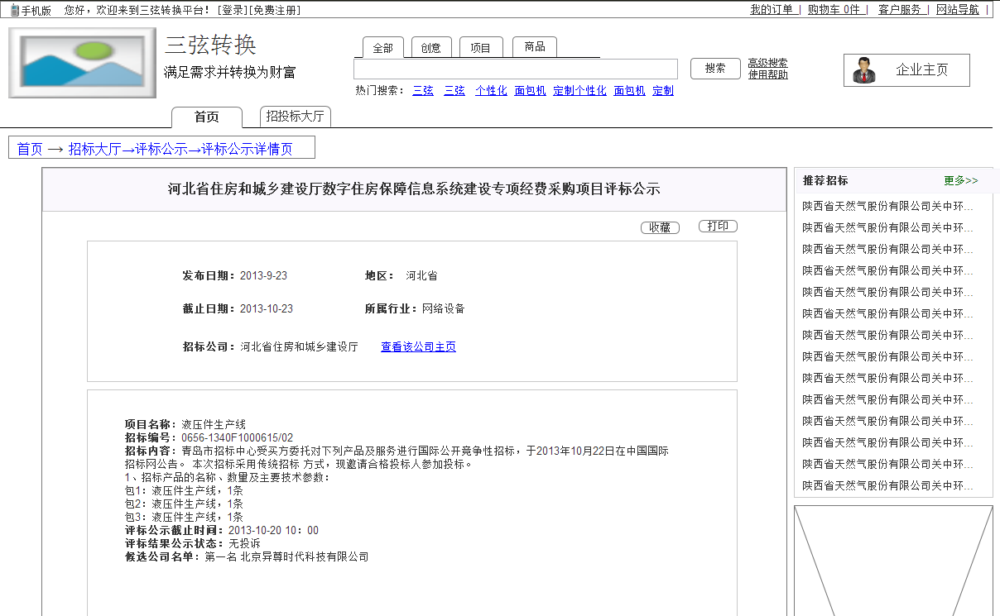 手机版 您好，欢迎来到三弦转换平台！[登录][免费注册]
我的订单 | 购物车 0件 | 客户服务 | 网站导航 |
三弦转换
满足需求并转换为财富
全部 创意 项目 商品
搜索
高级搜索
使用帮助
企业主页
热门搜索： 三弦 三弦 个性化 面包机 定制个性化 面包机 定制
首页 招投标大厅
首页 → 招标大厅→评标公示→评标公示详情页
河北省住房和城乡建设厅数字住房保障信息系统建设专项经费采购项目评标公示
收藏 打印
发布日期：2013-9-23 地区： 河北省
截止日期：2013-10-23 所属行业：网络设备
招标公司：河北省住房和城乡建设厅 查看该公司主页
项目名称：液压件生产线
招标编号：0656-1340F1000615/02
招标内容：青岛市招标中心受买方委托对下列产品及服务进行国际公开竞争性招标，于2013年10月22日在中国国际
招标网公告。 本次招标采用传统招标 方式，现邀请合格投标人参加投标。
1、招标产品的名称、数量及主要技术参数：
包1：液压件生产线，1条
包2：液压件生产线，1条
包3：液压件生产线，1条
评标公示截止时间：2013-10-20 10：00
评标结果公示状态：无投诉
候选公司名单：第一名 北京异尊时代科技有限公司
推荐招标 更多>>
陕西省天然气股份有限公司关中环...
陕西省天然气股份有限公司关中环...
陕西省天然气股份有限公司关中环...
陕西省天然气股份有限公司关中环...
陕西省天然气股份有限公司关中环...
陕西省天然气股份有限公司关中环...
陕西省天然气股份有限公司关中环...
陕西省天然气股份有限公司关中环...
陕西省天然气股份有限公司关中环...
陕西省天然气股份有限公司关中环...
陕西省天然气股份有限公司关中环...
陕西省天然气股份有限公司关中环...
陕西省天然气股份有限公司关中环...
陕西省天然气股份有限公司关中环...